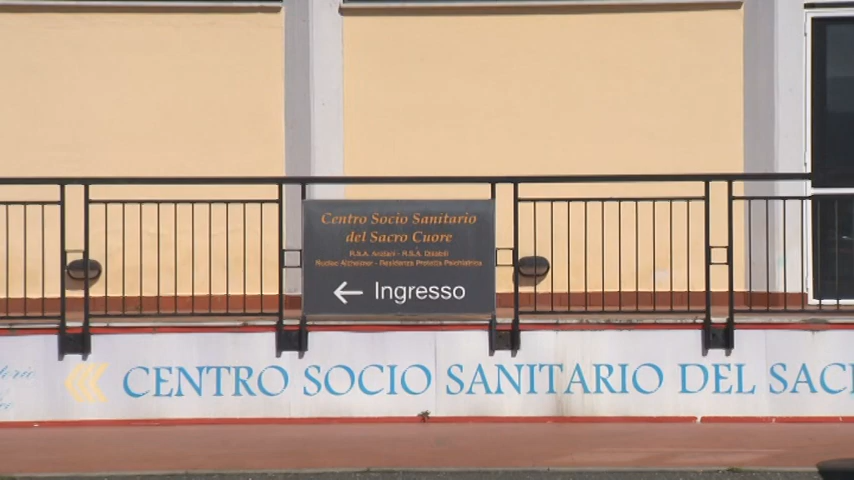 Centro Socio Sanitario
del Sacro Cuore
R.S.A. Anziani - R.S.A. Disabili
Nucleo Alzheimer - Residenza Protetta Psichiatrica
← Ingresso
CENTRO SOCIO SANITARIO DEL SAC